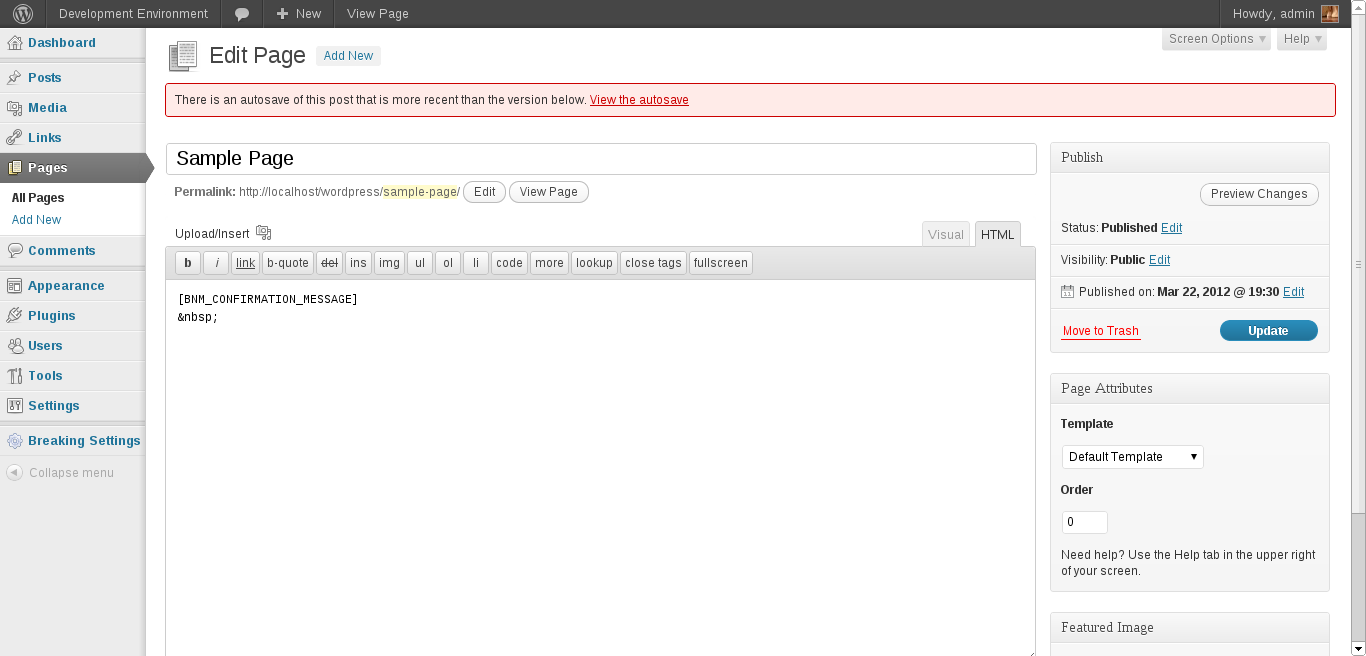 Development Environment New View Page Howdy, admin
Dashboard
Posts
Media
Links
Pages
All Pages
Add New
Comments
Appearance
Plugins
Users
Tools
Settings
Breaking Settings
Collapse menu
Screen Options Help
Edit Page Add New
There is an autosave of this post that is more recent than the version below. View the autosave
Sample Page
Permalink: http://localhost/wordpress/sample-page/ Edit View Page
Upload/Insert Visual HTML
b i link b-quote del ins img ul ol li code more lookup close tags fullscreen
[BNM_CONFIRMATION_MESSAGE]
&nbsp;
Publish
Preview Changes
Status: Published Edit
Visibility: Public Edit
Published on: Mar 22, 2012 @ 19:30 Edit
Move to Trash Update
Page Attributes
Template
Default Template
Order
0
Need help? Use the Help tab in the upper right
of your screen.
Featured Image